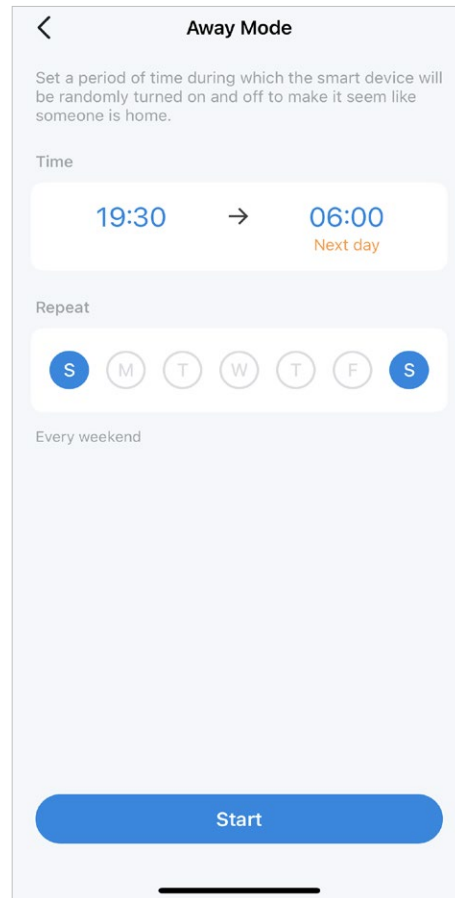 Away Mode
Set a period of time during which the smart device will
be randomly turned on and off to make it seem like
someone is home.
Time
19:30 → 06:00
Next day
Repeat
S M T W T F S
Every weekend
Start